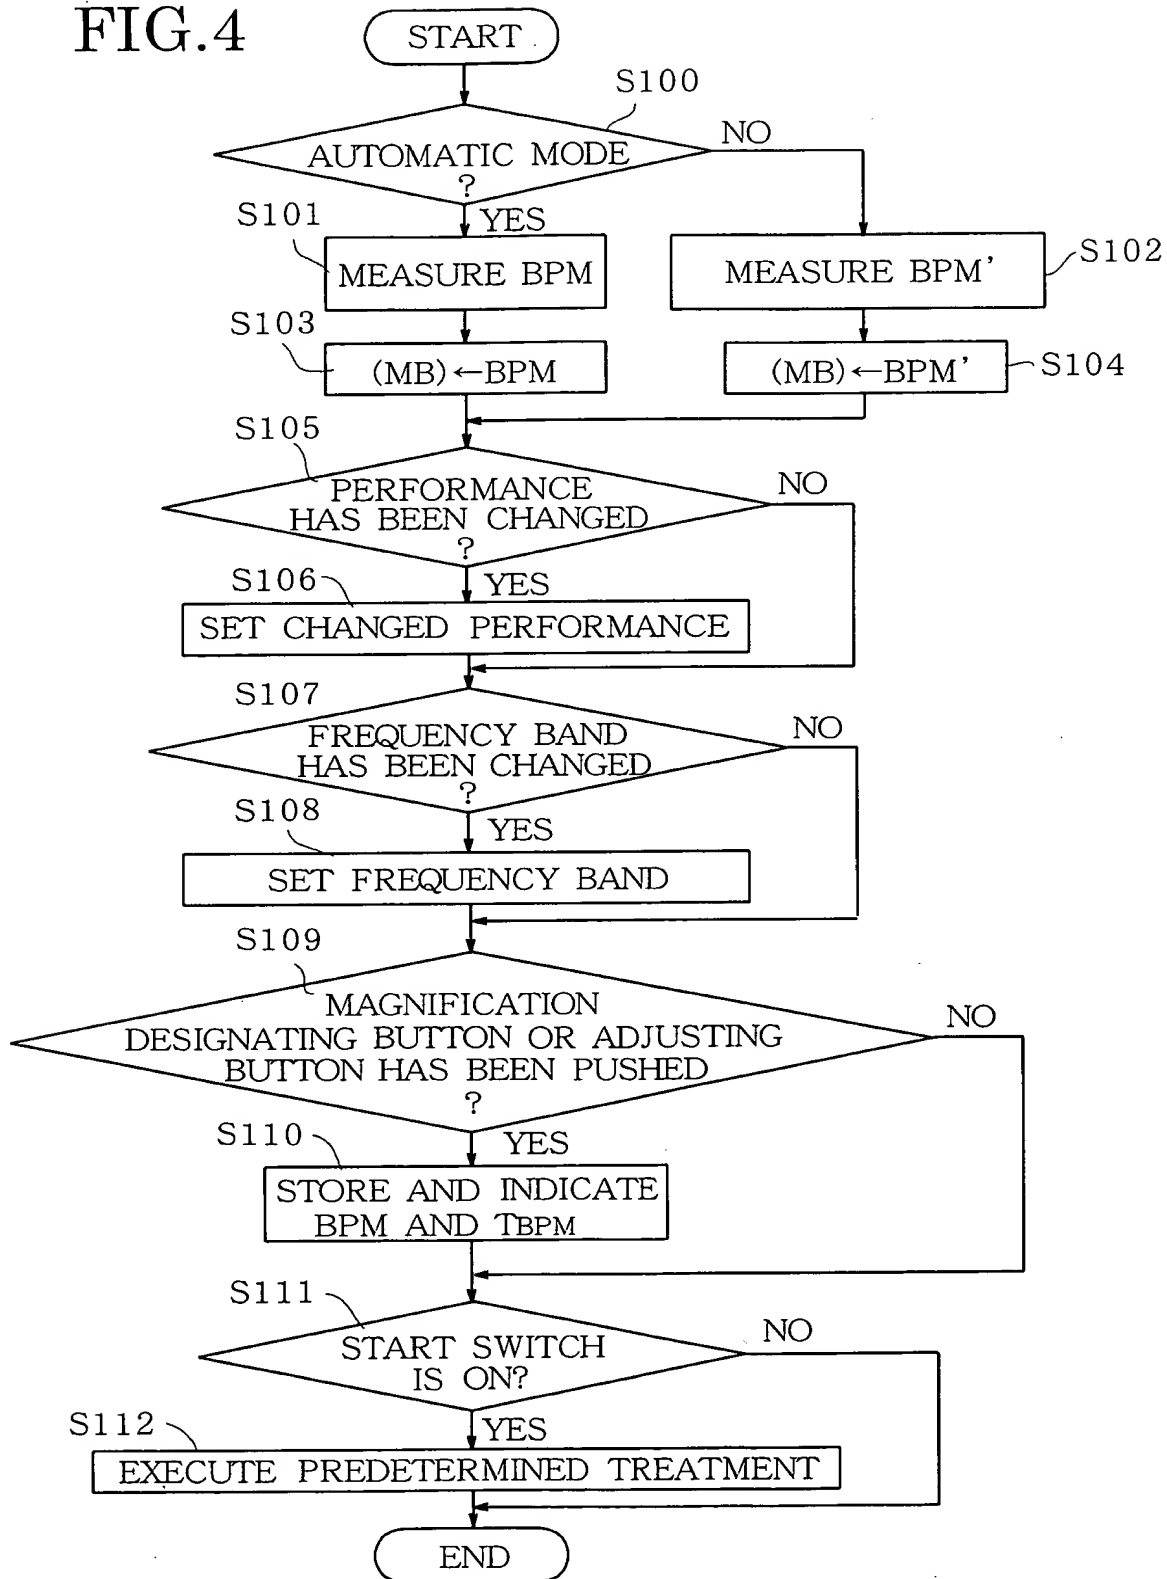 FIG.4
START
S100
NO
AUTOMATIC MODE
?
S101
YES
MEASURE BPM
MEASURE BPM'
S102
S103
(MB)←BPM
(MB)←BPM'
S104
S105
NO
PERFORMANCE
HAS BEEN CHANGED
?
S106
YES
SET CHANGED PERFORMANCE
S107
NO
FREQUENCY BAND
HAS BEEN CHANGED
?
S108
YES
SET FREQUENCY BAND
S109
MAGNIFICATION
NO
DESIGNATING BUTTON OR ADJUSTING
BUTTON HAS BEEN PUSHED
?
S110
YES
STORE AND INDICATE
BPM AND TBPM
S111
NO
START SWITCH
IS ON?
S112
YES
EXECUTE PREDETERMINED TREATMENT
END